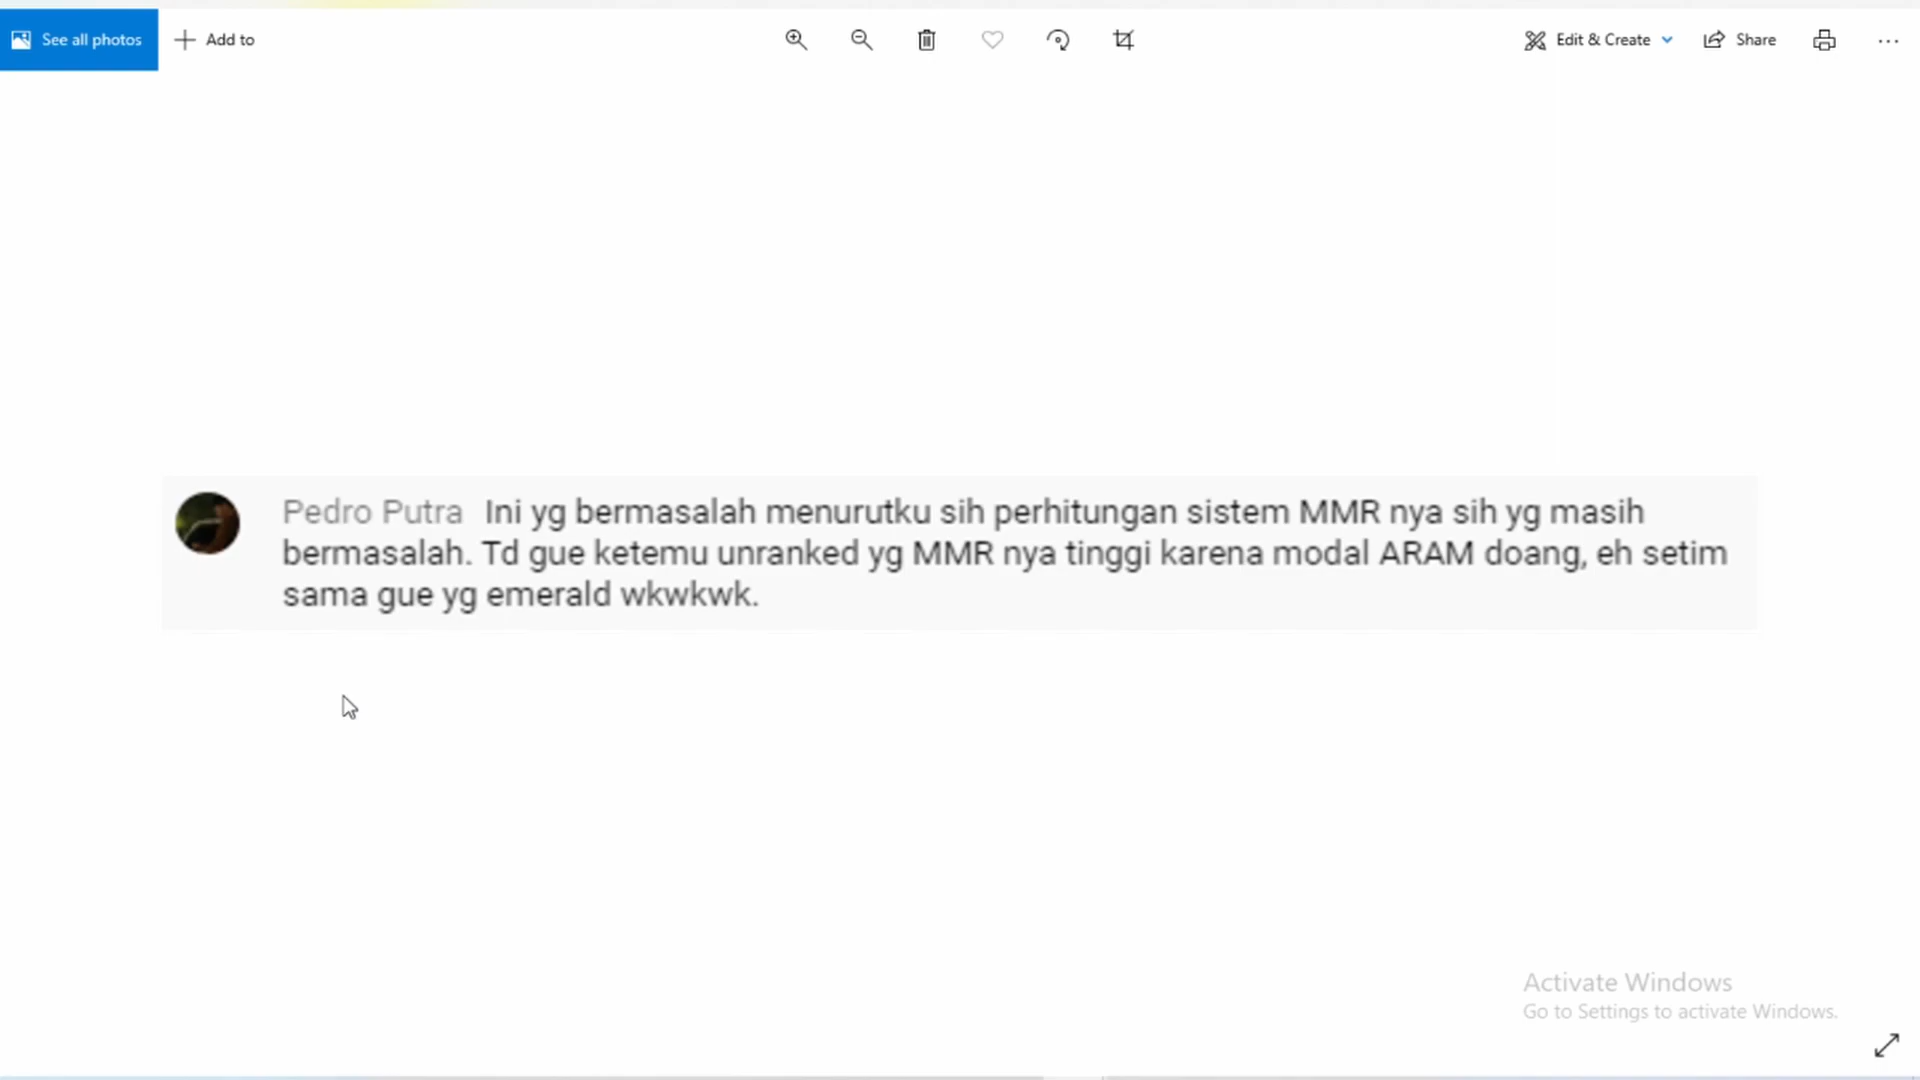 See all photos
Add to
Edit & Create
Share
Pedro Putra Ini yg bermasalah menurutku sih perhitungan sistem MMR nya sih yg masih
bermasalah. Td gue ketemu unranked yg MMR nya tinggi karena modal ARAM doang, eh setim
sama gue yg emerald wkwkwk.
Activate Windows
Go to Settings to activate Windows.